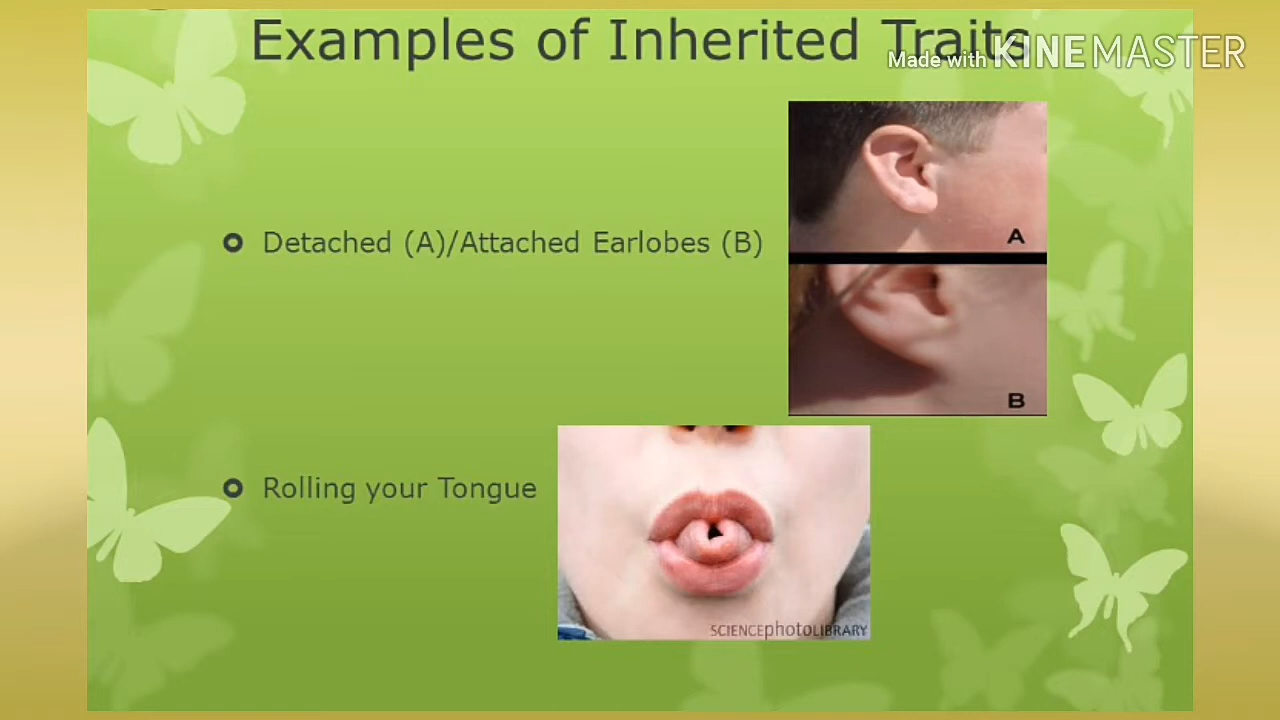 Examples of Inherited Traits
Made with KINEMASTER
Detached (A)/Attached Earlobes (B)
A
B
Rolling your Tongue
SCIENCEphotoLIBRARY